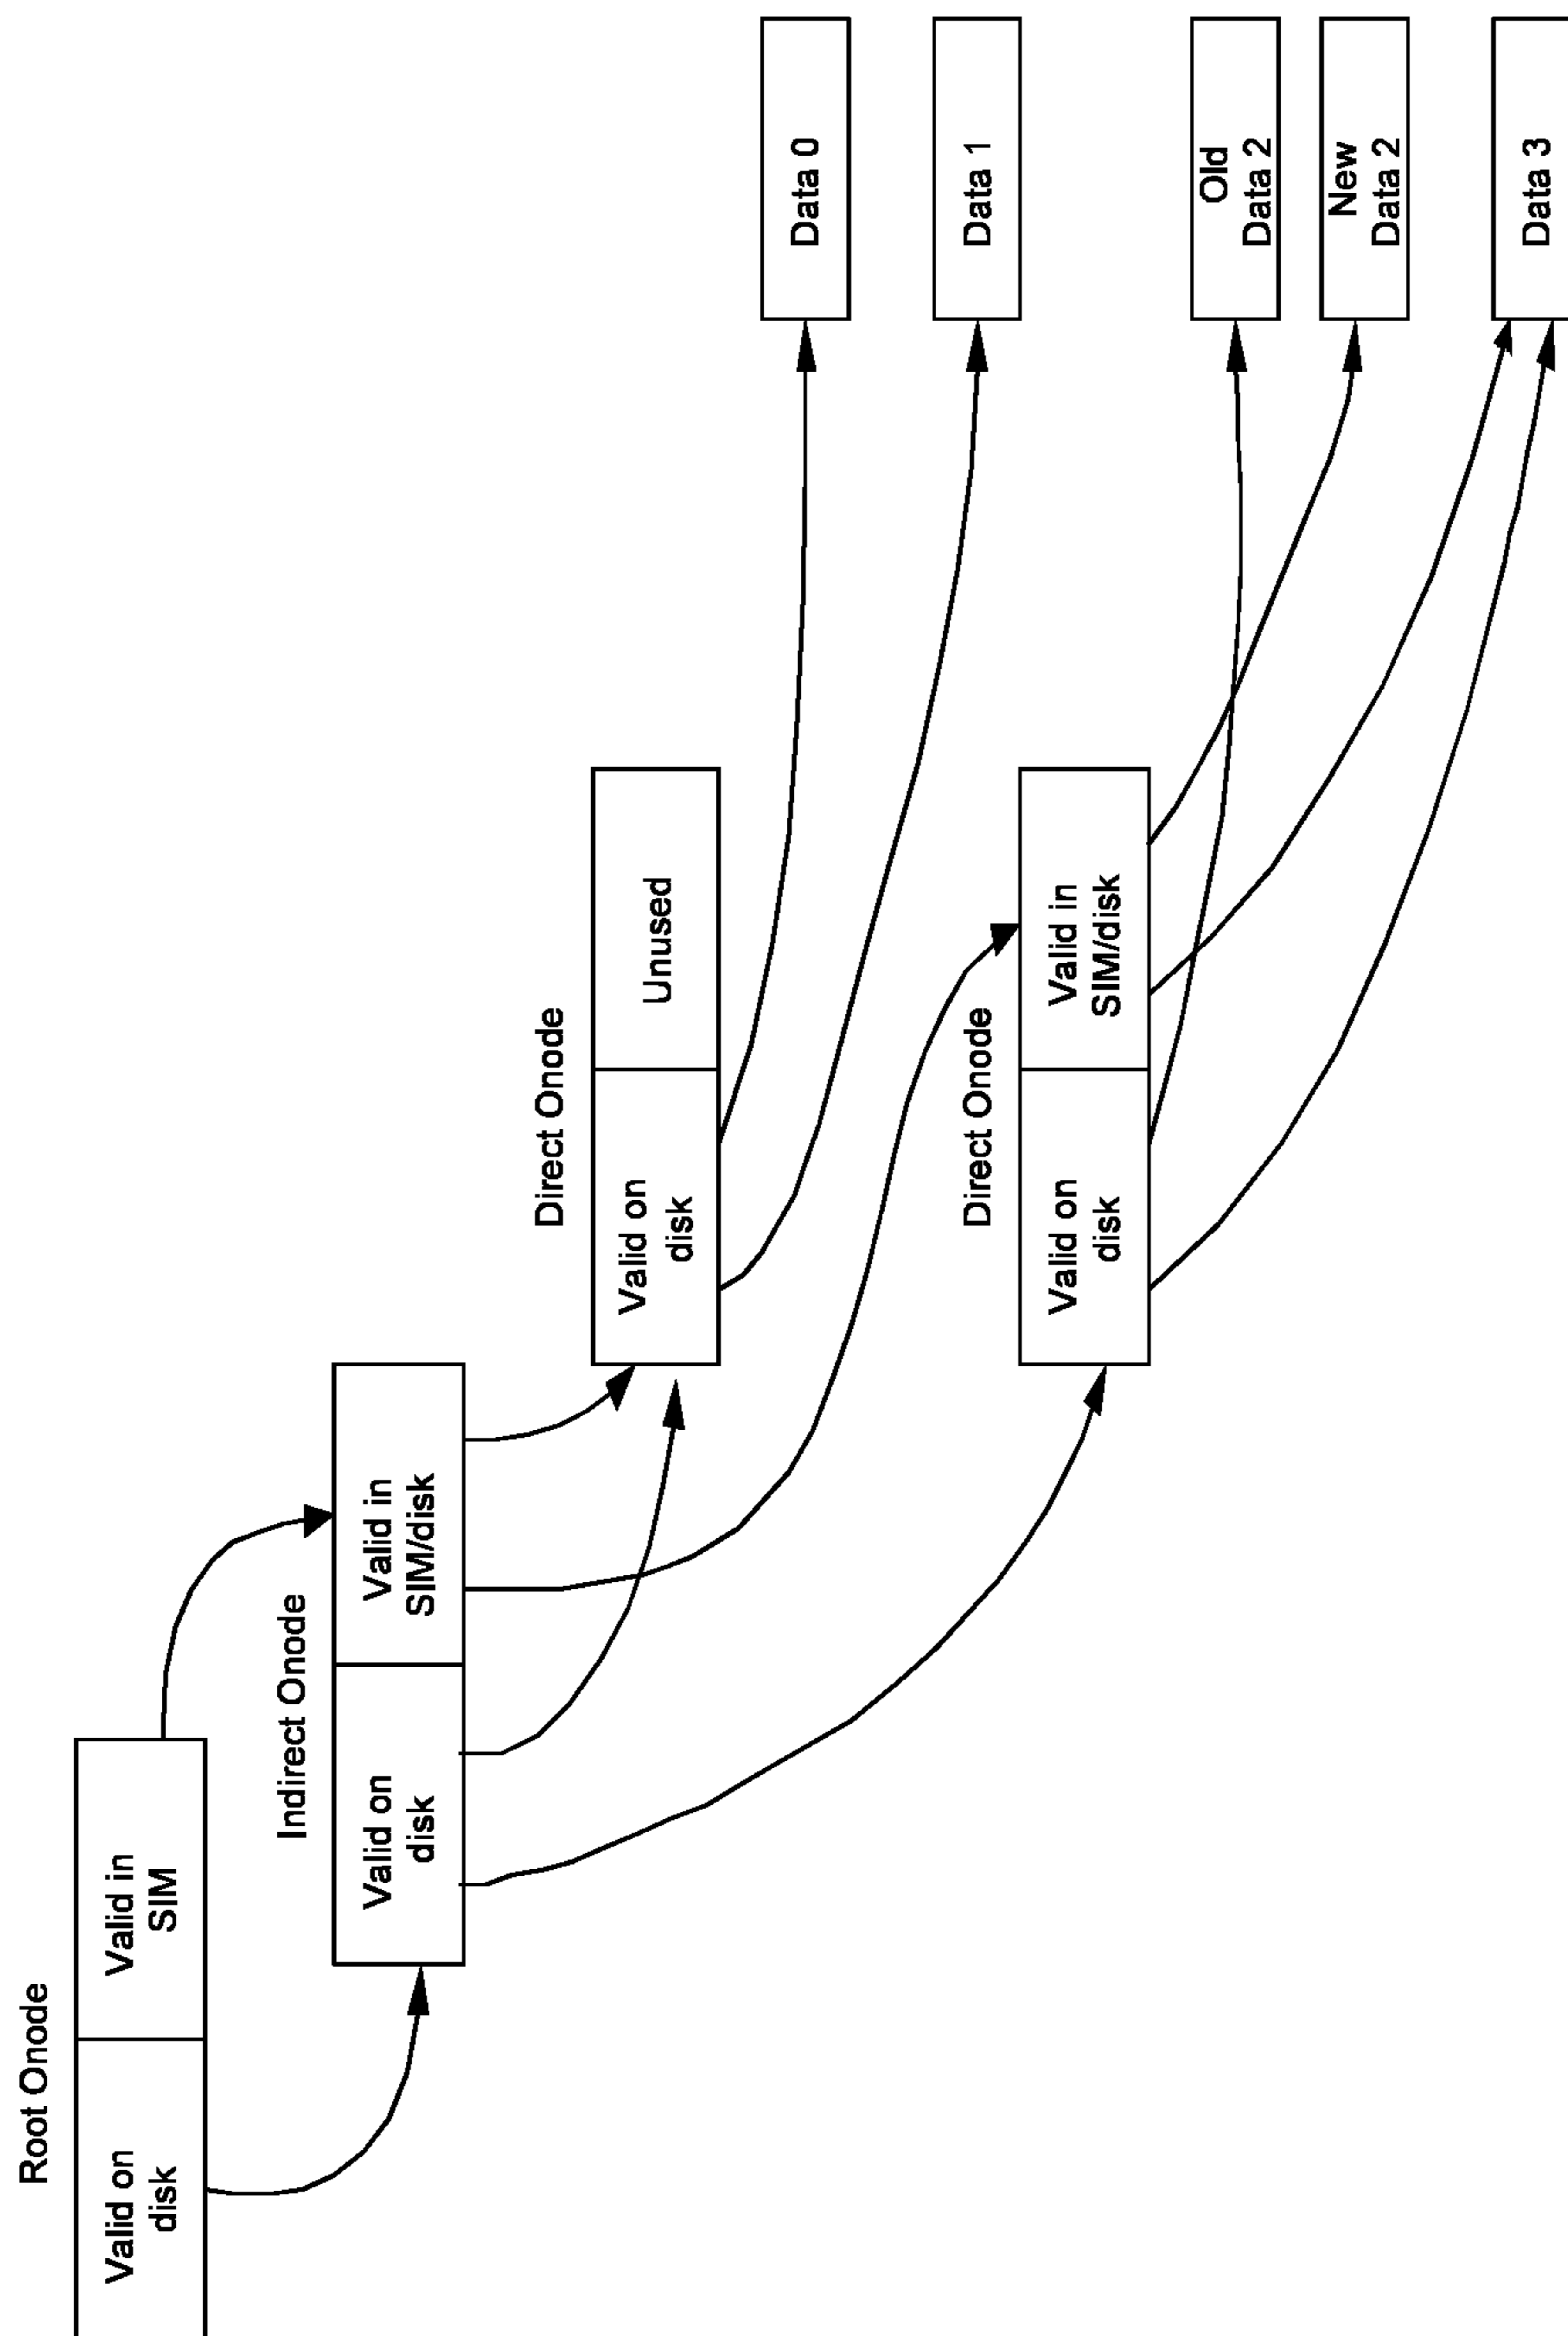 Root Onode
Valid on
disk
Valid in
SIM
Indirect Onode
Valid on
disk
Valid in
SIM/disk
Direct Onode
Valid on
disk
Unused
Data 0
Data 1
Direct Onode
Valid on
disk
Valid in
SIM/disk
Old
Data 2
New
Data 2
Data 3